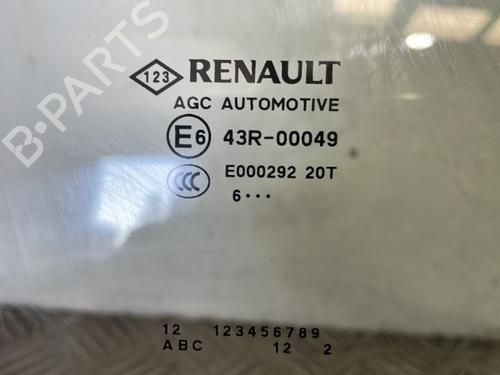 B-PARTS
123 RENAULT
AGC AUTOMOTIVE
E6 43R-00049
CCC E000292 20T
6...
12 123456789
ABC 12 2